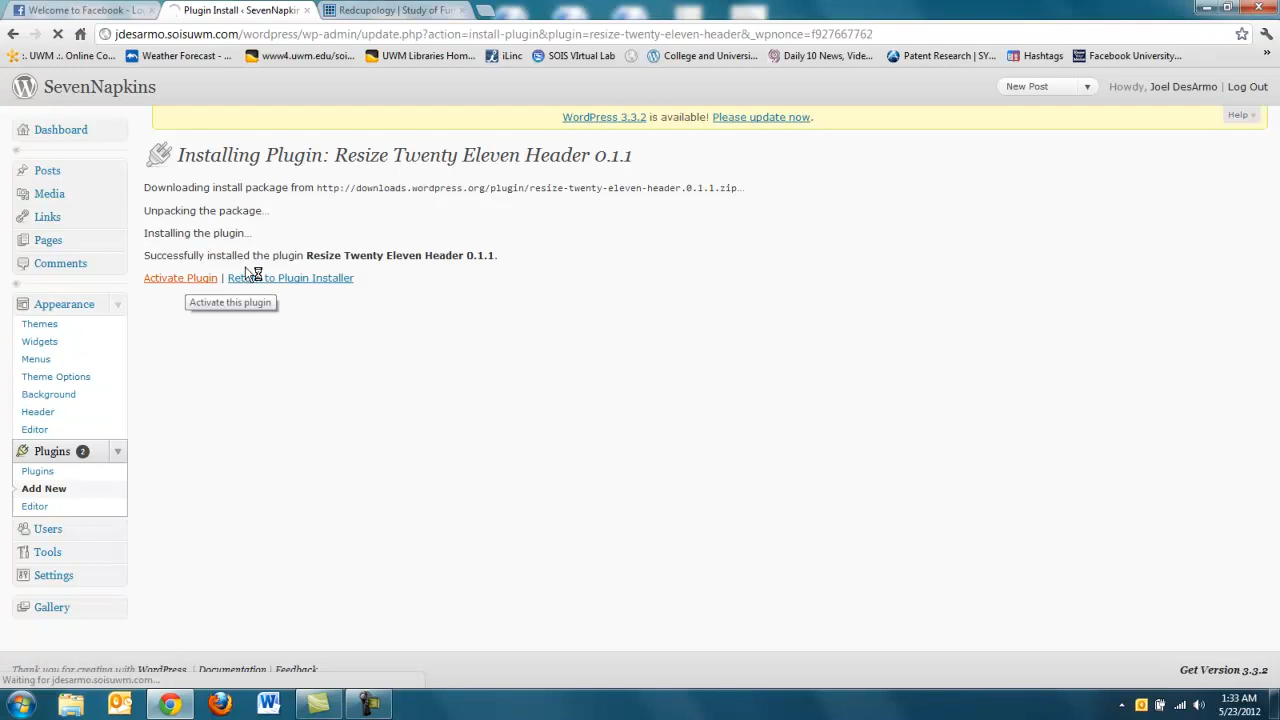 Welcome to Facebook - Lo
Plugin Install ‹ SevenNapkin
Redcupology | Study of Fun
jdesarmo.soisuwm.com/wordpress/wp-admin/update.php?action=install-plugin&plugin=resize-twenty-eleven-header&_wpnonce=f927667762
:. UWM :. Online Co...
Weather Forecast - ...
www4.uwm.edu/soi...
UWM Libraries Hom...
iLinc
SOIS VIrtual Lab
College and Universi...
Daily 10 News, Vide...
Patent Research | SY...
Hashtags
Facebook University...
»
SevenNapkins
New Post
Howdy, Joel DesArmo | Log Out
WordPress 3.3.2 is available! Please update now.
Help
Dashboard
Posts
Media
Links
Pages
Comments
Appearance
Themes
Widgets
Menus
Theme Options
Background
Header
Editor
Plugins 2
Plugins
Add New
Editor
Users
Tools
Settings
Gallery
Installing Plugin: Resize Twenty Eleven Header 0.1.1
Downloading install package from http://downloads.wordpress.org/plugin/resize-twenty-eleven-header.0.1.1.zip…
Unpacking the package…
Installing the plugin…
Successfully installed the plugin Resize Twenty Eleven Header 0.1.1.
Activate Plugin | Return to Plugin Installer
Activate this plugin
Thank you for creating with WordPress. Documentation Feedback
Get Version 3.3.2
Waiting for jdesarmo.soisuwm.com...
1:33 AM
5/23/2012